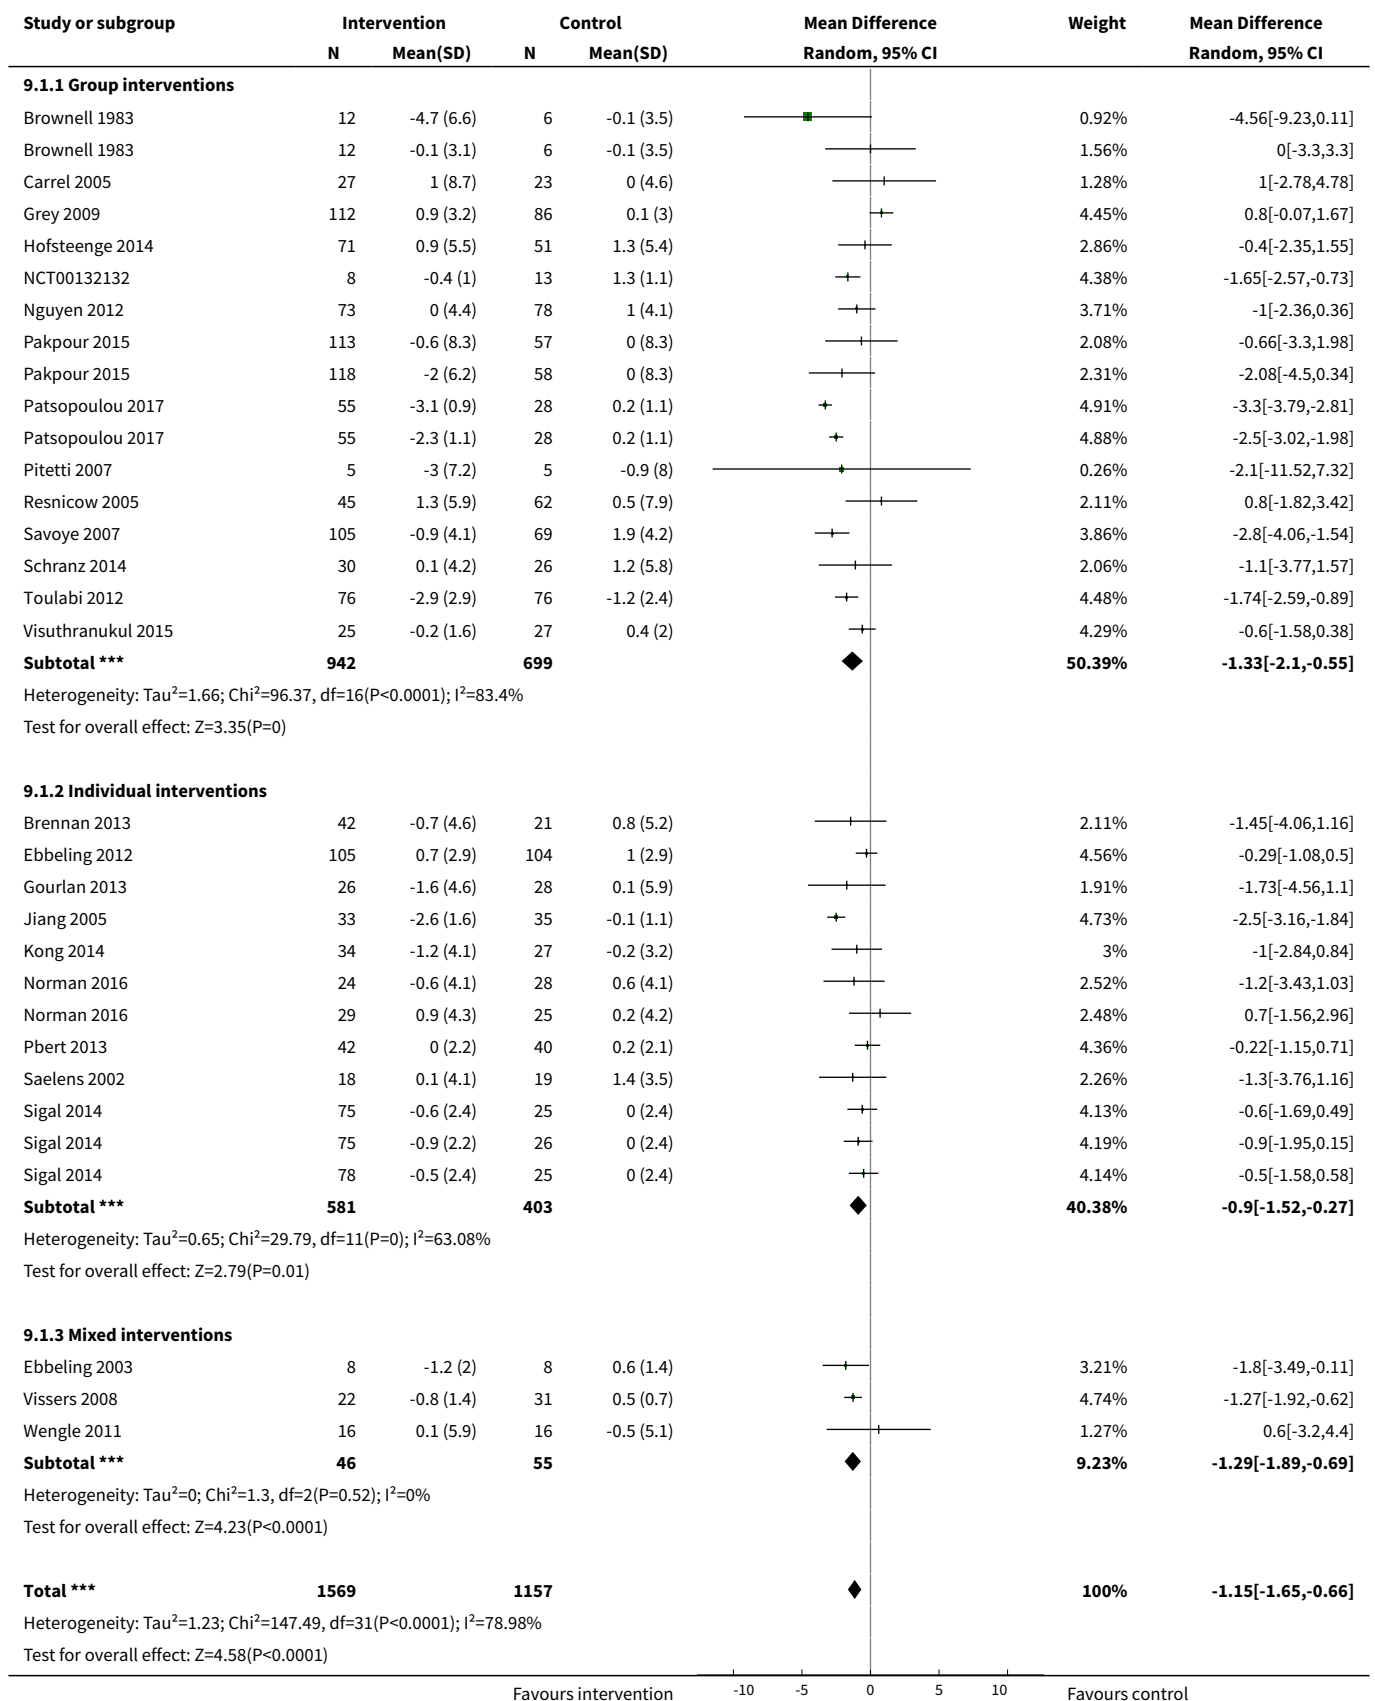 Study or subgroup Intervention Control Mean Difference Weight Mean Difference
N Mean(SD) N Mean(SD) Random, 95% CI Random, 95% CI
9.1.1 Group interventions
Brownell 1983 12 -4.7 (6.6) 6 -0.1 (3.5) 0.92% -4.56[-9.23,0.11]
Brownell 1983 12 -0.1 (3.1) 6 -0.1 (3.5) 1.56% 0[-3.3,3.3]
Carrel 2005 27 1 (8.7) 23 0 (4.6) 1.28% 1[-2.78,4.78]
Grey 2009 112 0.9 (3.2) 86 0.1 (3) 4.45% 0.8[-0.07,1.67]
Hofsteenge 2014 71 0.9 (5.5) 51 1.3 (5.4) 2.86% -0.4[-2.35,1.55]
NCT00132132 8 -0.4 (1) 13 1.3 (1.1) 4.38% -1.65[-2.57,-0.73]
Nguyen 2012 73 0 (4.4) 78 1 (4.1) 3.71% -1[-2.36,0.36]
Pakpour 2015 113 -0.6 (8.3) 57 0 (8.3) 2.08% -0.66[-3.3,1.98]
Pakpour 2015 118 -2 (6.2) 58 0 (8.3) 2.31% -2.08[-4.5,0.34]
Patsopoulou 2017 55 -3.1 (0.9) 28 0.2 (1.1) 4.91% -3.3[-3.79,-2.81]
Patsopoulou 2017 55 -2.3 (1.1) 28 0.2 (1.1) 4.88% -2.5[-3.02,-1.98]
Pitetti 2007 5 -3 (7.2) 5 -0.9 (8) 0.26% -2.1[-11.52,7.32]
Resnicow 2005 45 1.3 (5.9) 62 0.5 (7.9) 2.11% 0.8[-1.82,3.42]
Savoye 2007 105 -0.9 (4.1) 69 1.9 (4.2) 3.86% -2.8[-4.06,-1.54]
Schranz 2014 30 0.1 (4.2) 26 1.2 (5.8) 2.06% -1.1[-3.77,1.57]
Toulabi 2012 76 -2.9 (2.9) 76 -1.2 (2.4) 4.48% -1.74[-2.59,-0.89]
Visuthranukul 2015 25 -0.2 (1.6) 27 0.4 (2) 4.29% -0.6[-1.58,0.38]
Subtotal *** 942 699 50.39% -1.33[-2.1,-0.55]
Heterogeneity: Tau²=1.66; Chi²=96.37, df=16(P<0.0001); I²=83.4%
Test for overall effect: Z=3.35(P=0)
9.1.2 Individual interventions
Brennan 2013 42 -0.7 (4.6) 21 0.8 (5.2) 2.11% -1.45[-4.06,1.16]
Ebbeling 2012 105 0.7 (2.9) 104 1 (2.9) 4.56% -0.29[-1.08,0.5]
Gourlan 2013 26 -1.6 (4.6) 28 0.1 (5.9) 1.91% -1.73[-4.56,1.1]
Jiang 2005 33 -2.6 (1.6) 35 -0.1 (1.1) 4.73% -2.5[-3.16,-1.84]
Kong 2014 34 -1.2 (4.1) 27 -0.2 (3.2) 3% -1[-2.84,0.84]
Norman 2016 24 -0.6 (4.1) 28 0.6 (4.1) 2.52% -1.2[-3.43,1.03]
Norman 2016 29 0.9 (4.3) 25 0.2 (4.2) 2.48% 0.7[-1.56,2.96]
Pbert 2013 42 0 (2.2) 40 0.2 (2.1) 4.36% -0.22[-1.15,0.71]
Saelens 2002 18 0.1 (4.1) 19 1.4 (3.5) 2.26% -1.3[-3.76,1.16]
Sigal 2014 75 -0.6 (2.4) 25 0 (2.4) 4.13% -0.6[-1.69,0.49]
Sigal 2014 75 -0.9 (2.2) 26 0 (2.4) 4.19% -0.9[-1.95,0.15]
Sigal 2014 78 -0.5 (2.4) 25 0 (2.4) 4.14% -0.5[-1.58,0.58]
Subtotal *** 581 403 40.38% -0.9[-1.52,-0.27]
Heterogeneity: Tau²=0.65; Chi²=29.79, df=11(P=0); I²=63.08%
Test for overall effect: Z=2.79(P=0.01)
9.1.3 Mixed interventions
Ebbeling 2003 8 -1.2 (2) 8 0.6 (1.4) 3.21% -1.8[-3.49,-0.11]
Vissers 2008 22 -0.8 (1.4) 31 0.5 (0.7) 4.74% -1.27[-1.92,-0.62]
Wengle 2011 16 0.1 (5.9) 16 -0.5 (5.1) 1.27% 0.6[-3.2,4.4]
Subtotal *** 46 55 9.23% -1.29[-1.89,-0.69]
Heterogeneity: Tau²=0; Chi²=1.3, df=2(P=0.52); I²=0%
Test for overall effect: Z=4.23(P<0.0001)
Total *** 1569 1157 100% -1.15[-1.65,-0.66]
Heterogeneity: Tau²=1.23; Chi²=147.49, df=31(P<0.0001); I²=78.98%
Test for overall effect: Z=4.58(P<0.0001)
Favours intervention -10 -5 0 5 10 Favours control